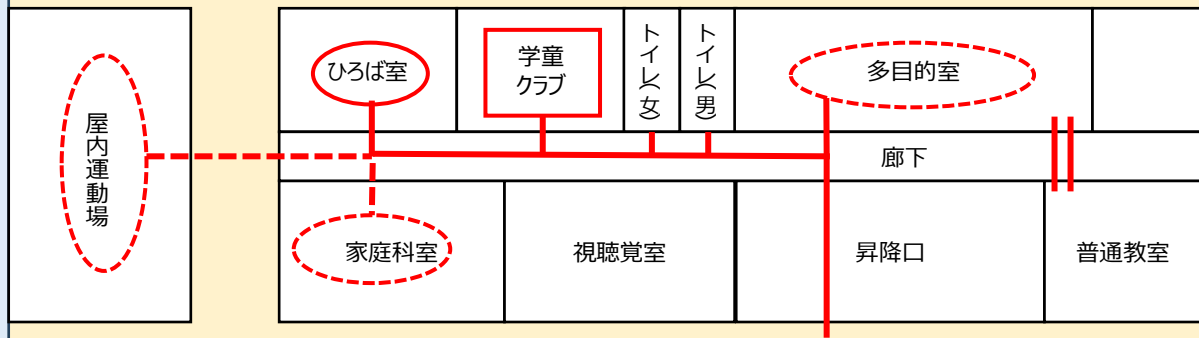 ひろば室
学童
クラブ
トイレ(女)
トイレ(男)
多目的室
屋内運動場
廊下
家庭科室
視聴覚室
昇降口
普通教室